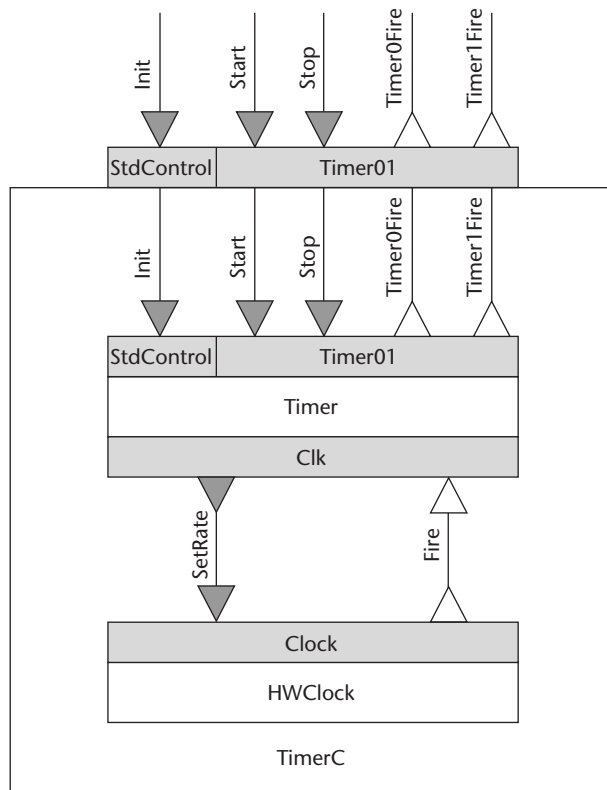 Init
Start
Stop
Timer0Fire
Timer1Fire
StdControl
Timer01
Init
Start
Stop
Timer0Fire
Timer1Fire
StdControl
Timer01
Timer
Clk
SetRate
Fire
Clock
HWClock
TimerC